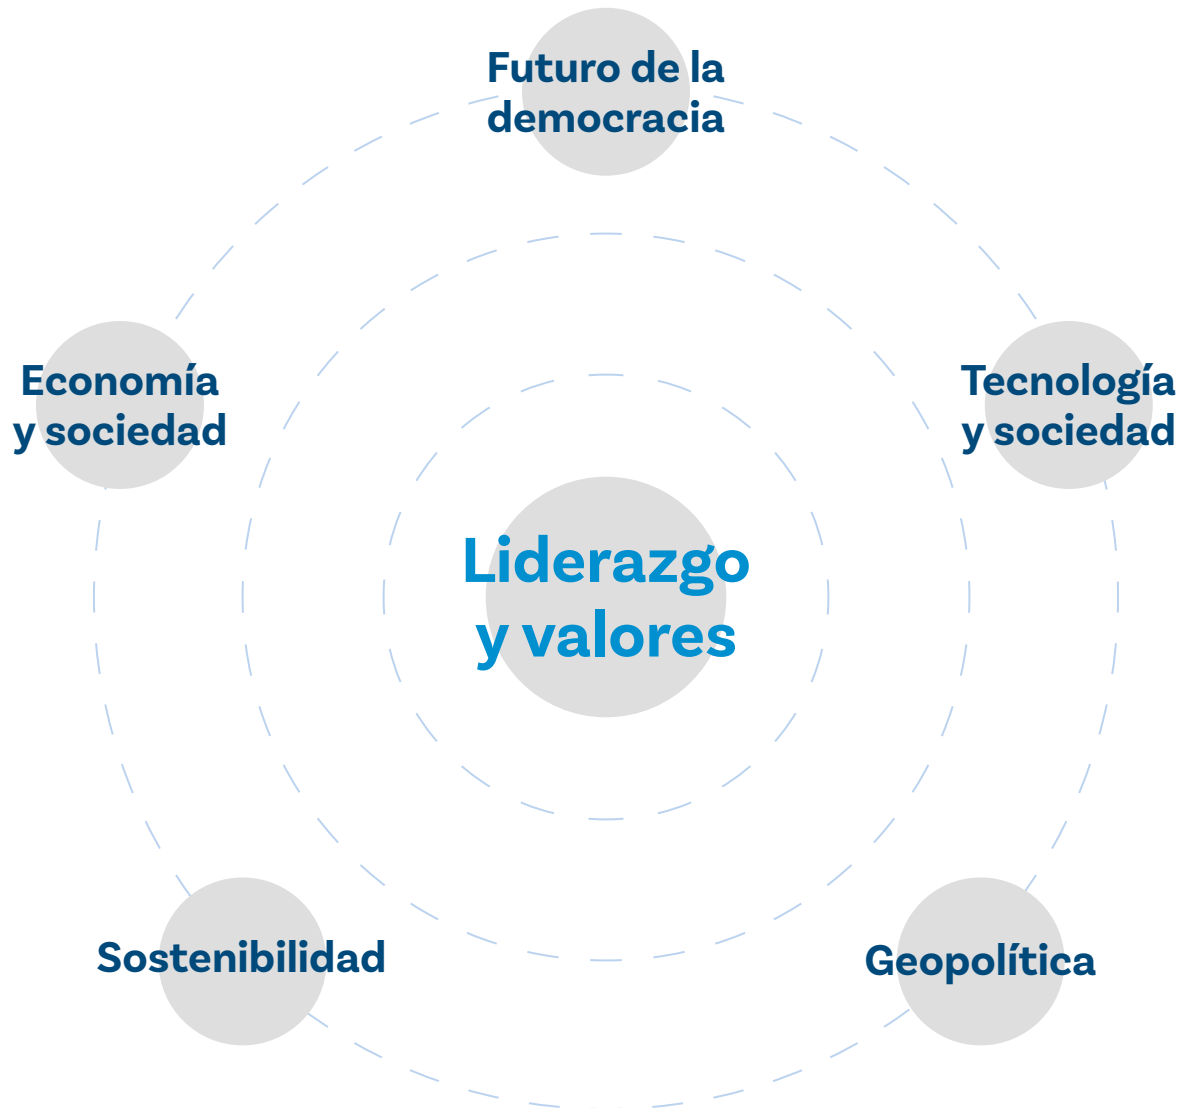 Futuro de la
democracia
Economía
y sociedad
Tecnología
y sociedad
Liderazgo
y valores
Sostenibilidad
Geopolítica